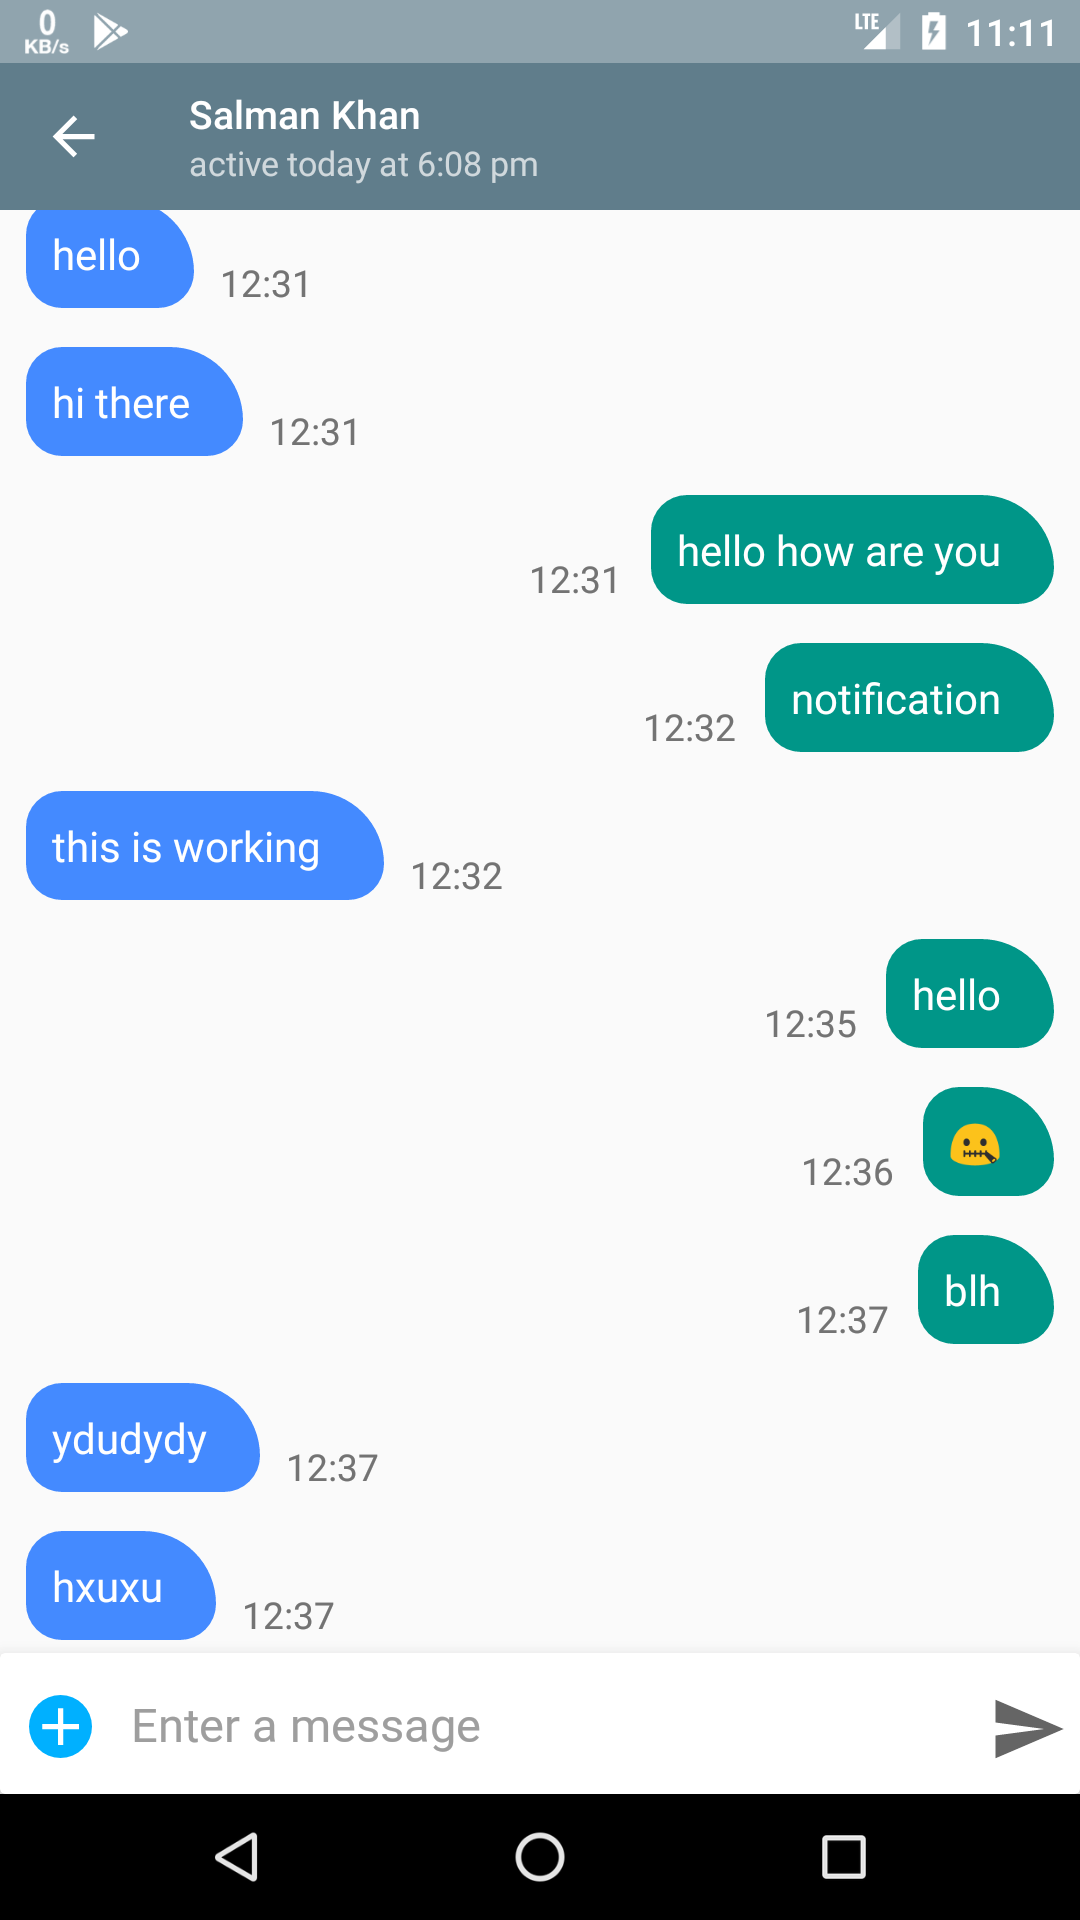 0
KB/s
LTE
11:11
Salman Khan
active today at 6:08 pm
hello
12:31
hi there
12:31
12:31
hello how are you
12:32
notification
this is working
12:32
12:35
hello
12:36
🤐
12:37
blh
ydudydy
12:37
hxuxu
12:37
Enter a message